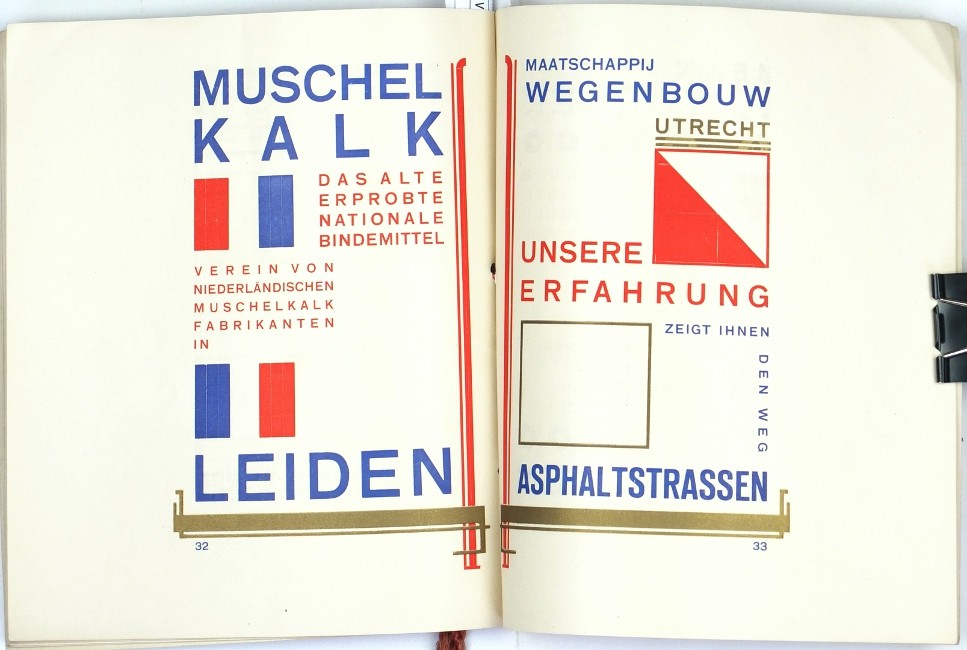 MUSCHEL
KALK
DAS ALTE
ERPROBTE
NATIONALE
BINDEMITTEL
VEREIN VON
NIEDERLÄNDISCHEN
MUSCHELKALK
FABRIKANTEN
IN
LEIDEN
32
MAATSCHAPPIJ
WEGENBOUW
UTRECHT
UNSERE
ERFAHRUNG
ZEIGT IHNEN
DEN WEG
ASPHALTSTRASSEN
33